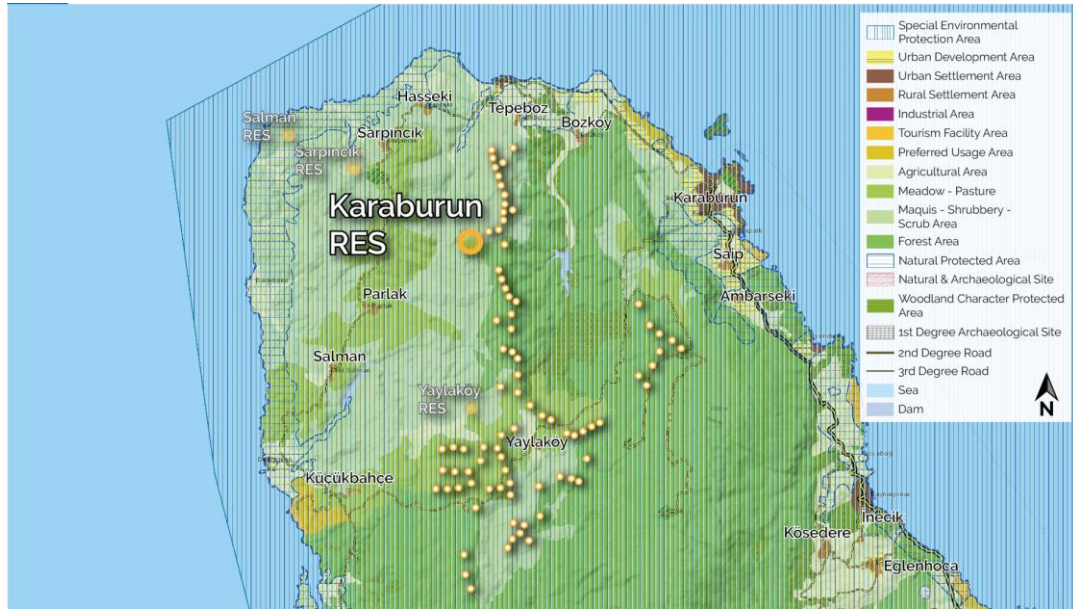 Special Environmental
Protection Area
Urban Development Area
Urban Settlement Area
Rural Settlement Area
Industrial Area
Tourism Facility Area
Preferred Usage Area
Agricultural Area
Meadow - Pasture
Maquis - Shrubbery -
Scrub Area
Forest Area
Natural Protected Area
Natural & Archaeological Site
Woodland Character Protected
Area
1st Degree Archaeological Site
2nd Degree Road
3rd Degree Road
Sea
Dam
N
Hasseki
Tepeboz
Salman
RES
Sarpıncık
Bozköy
Sarpıncık
RES
Karaburun
RES
Karaburun
Saip
Parlak
Ambarseki
Salman
Yaylaköy
RES
Yaylaköy
Küçükbahçe
İnecik
Kösedere
Eglenhoca